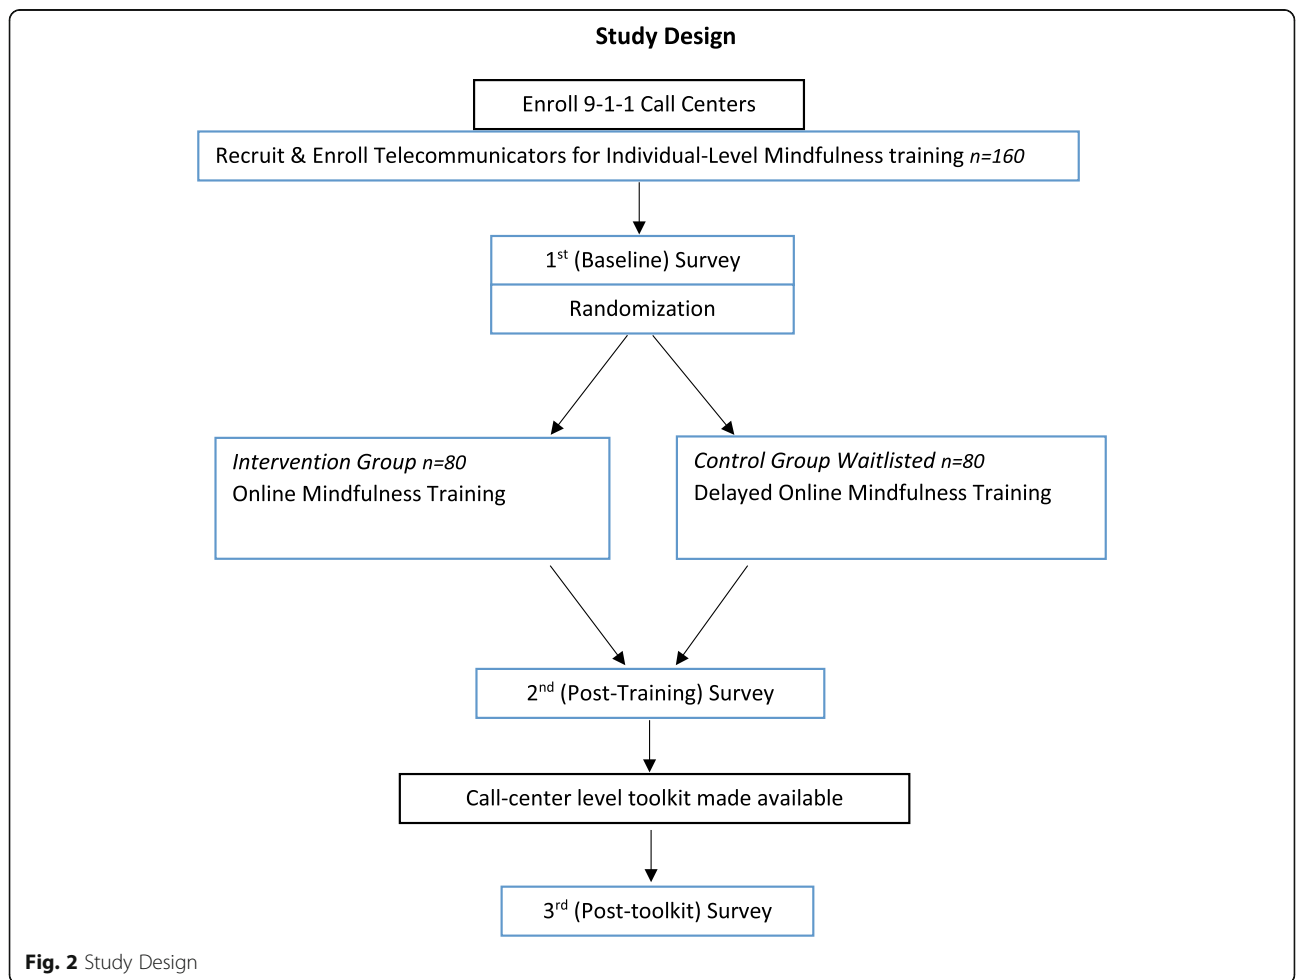 Study Design
Enroll 9-1-1 Call Centers
Recruit & Enroll Telecommunicators for Individual-Level Mindfulness training n=160
1st (Baseline) Survey
Randomization
Intervention Group n=80
Online Mindfulness Training
Control Group Waitlisted n=80
Delayed Online Mindfulness Training
2nd (Post-Training) Survey
Call-center level toolkit made available
3rd (Post-toolkit) Survey
Fig. 2 Study Design